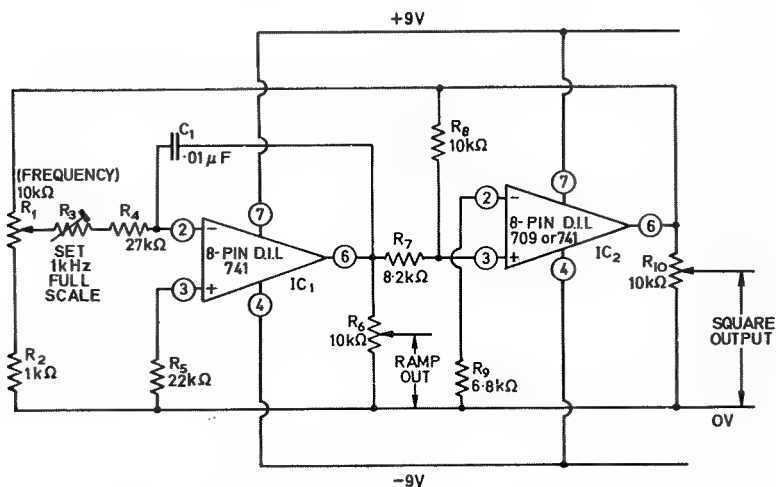 +9V
R8
10kΩ
C1
·01μF
(FREQUENCY)
10kΩ
R1
R3
R4
27kΩ
SET
1kHz
FULL
SCALE
2
−
7
8-PIN D.I.L
741
6
3
+
4
IC1
R7
8·2kΩ
2
−
7
8-PIN D.I.L
709 or 741
6
3
+
4
IC2
R10
10kΩ
SQUARE
OUTPUT
R2
1kΩ
R5
22kΩ
R6
10kΩ
RAMP
OUT
R9
6·8kΩ
0V
−9V